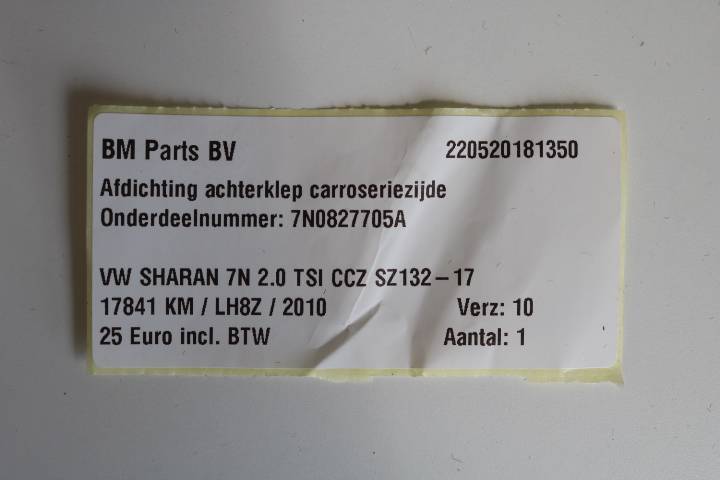 BM Parts BV 220520181350
Afdichting achterklep carroseriezijde
Onderdeelnummer: 7N0827705A
VW SHARAN 7N 2.0 TSI CCZ SZ132-17
17841 KM / LH8Z / 2010 Verz: 10
25 Euro incl. BTW Aantal: 1